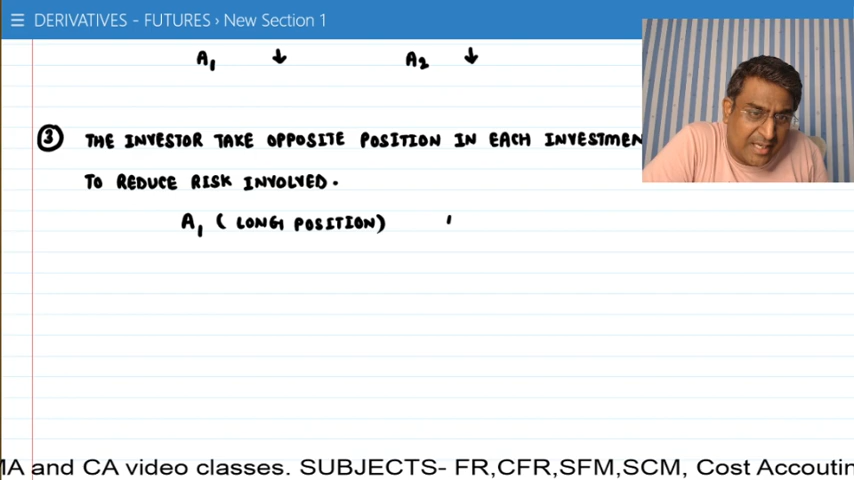 DERIVATIVES - FUTURES › New Section 1
A1 ↓ A2 ↓
③ THE INVESTOR TAKE OPPOSITE POSITION IN EACH INVESTMEN
TO REDUCE RISK INVOLVED.
A1 ( LONG POSITION)
MA and CA video classes. SUBJECTS- FR,CFR,SFM,SCM, Cost Accoutin